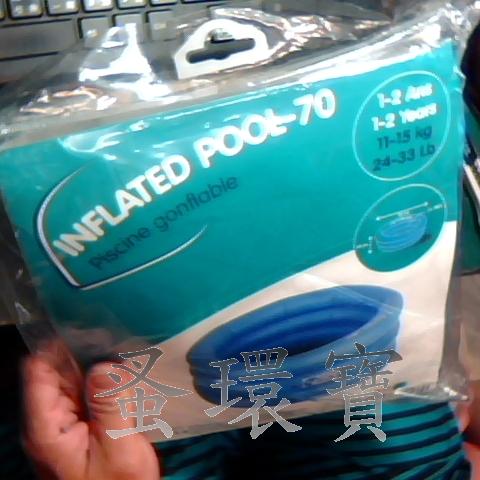 INFLATED POOL-70
Piscine gonflable
1-2 Ans
1-2 Years
11-15 kg
24-33 Lb
蚤環寶